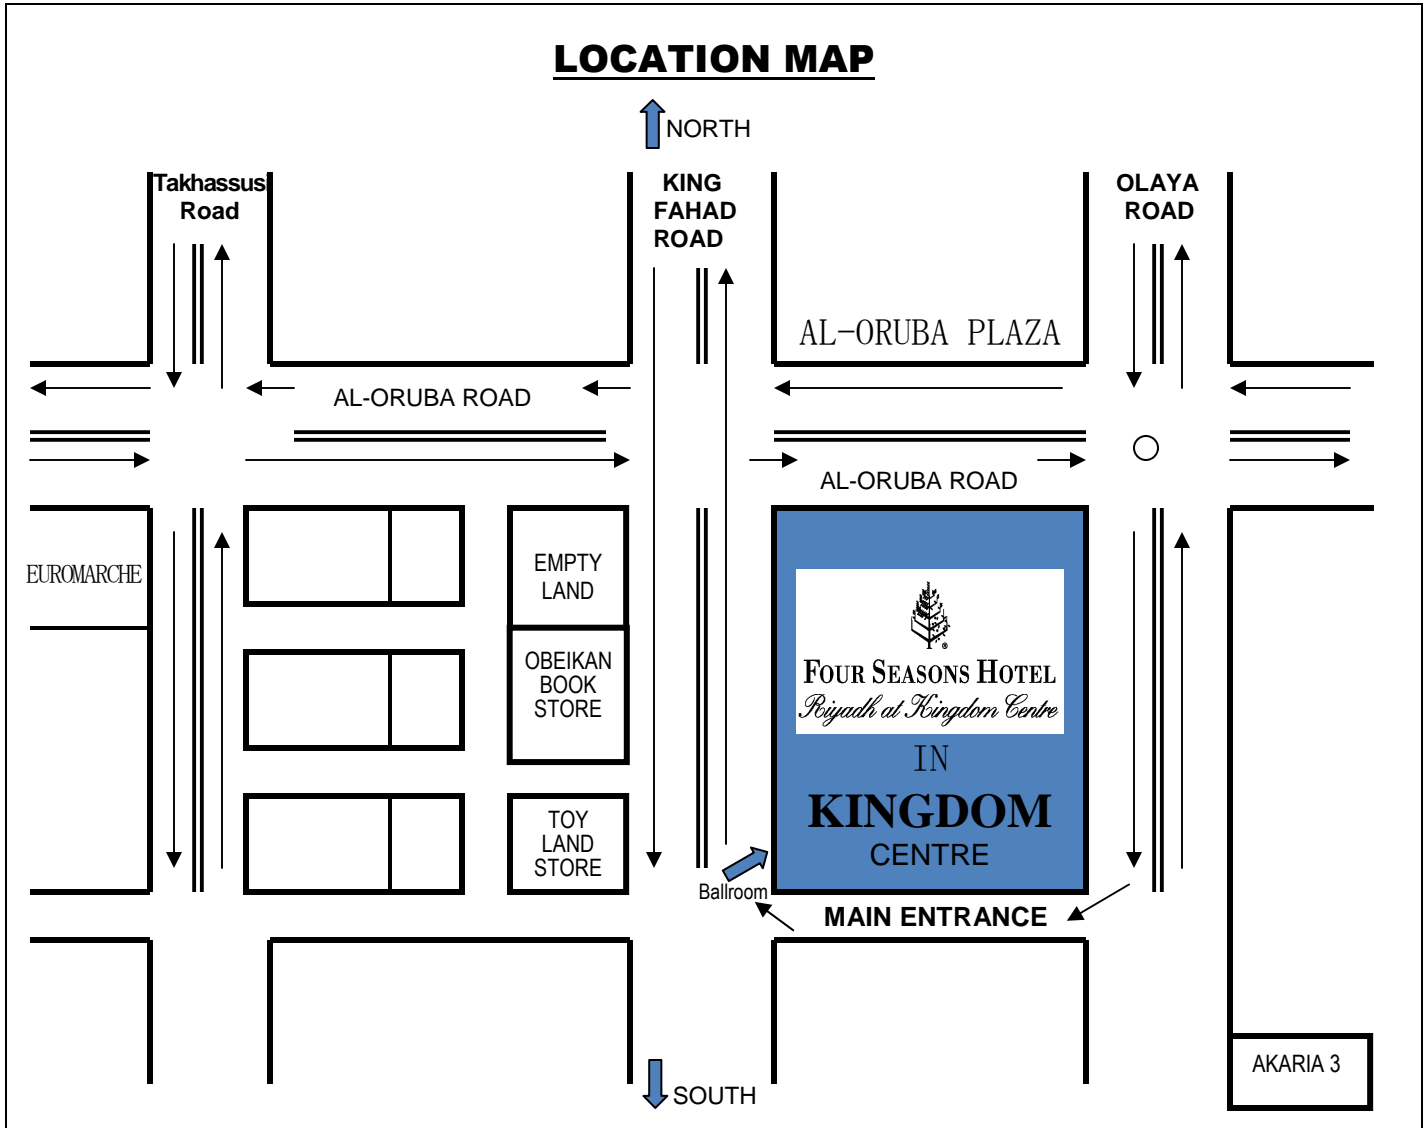 LOCATION MAP
NORTH
Takhassusi
Road
KING
FAHAD
ROAD
OLAYA
ROAD
AL-ORUBA PLAZA
AL-ORUBA ROAD
AL-ORUBA ROAD
EUROMARCHE
EMPTY
LAND
OBEIKAN
BOOK
STORE
TOY
LAND
STORE
FOUR SEASONS HOTEL
Riyadh at Kingdom Centre
IN
KINGDOM
CENTRE
Ballroom
MAIN ENTRANCE
AKARIA 3
SOUTH